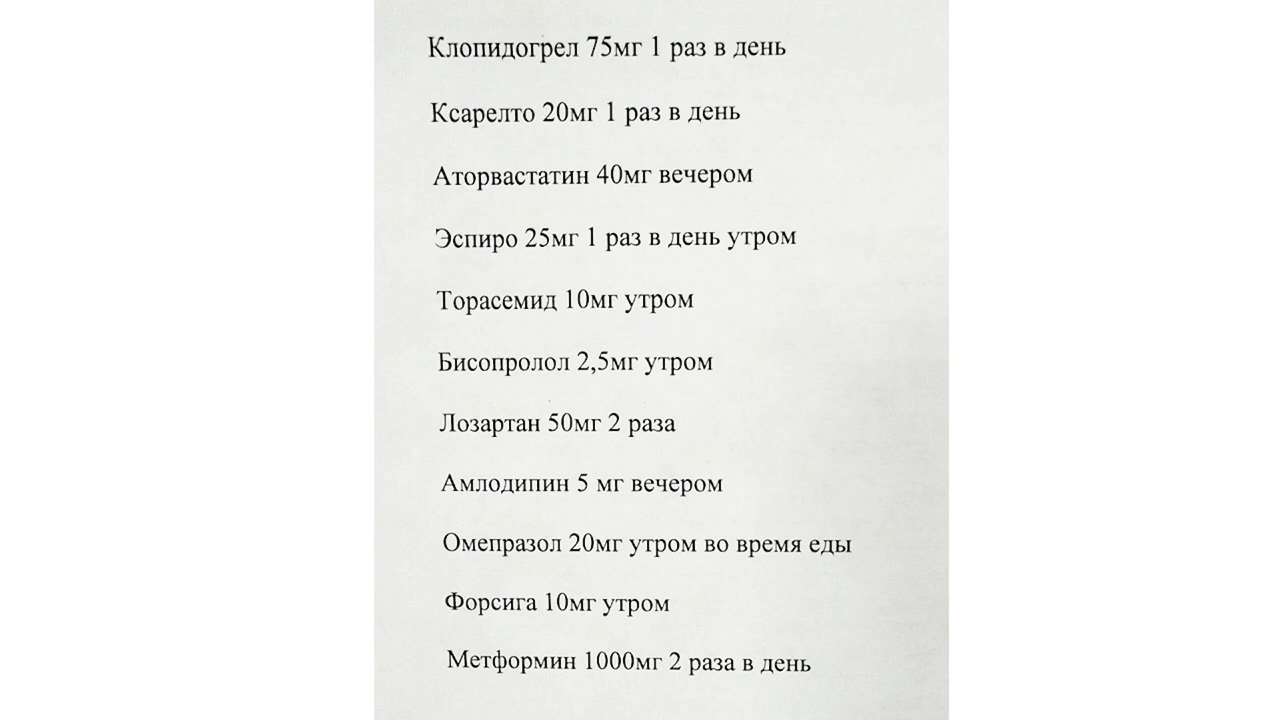 Клопидогрел 75мг 1 раз в день
Ксарелто 20мг 1 раз в день
Аторвастатин 40мг вечером
Эспиро 25мг 1 раз в день утром
Торасемид 10мг утром
Бисопролол 2,5мг утром
Лозартан 50мг 2 раза
Амлодипин 5 мг вечером
Омепразол 20мг утром во время еды
Форсига 10мг утром
Метформин 1000мг 2 раза в день